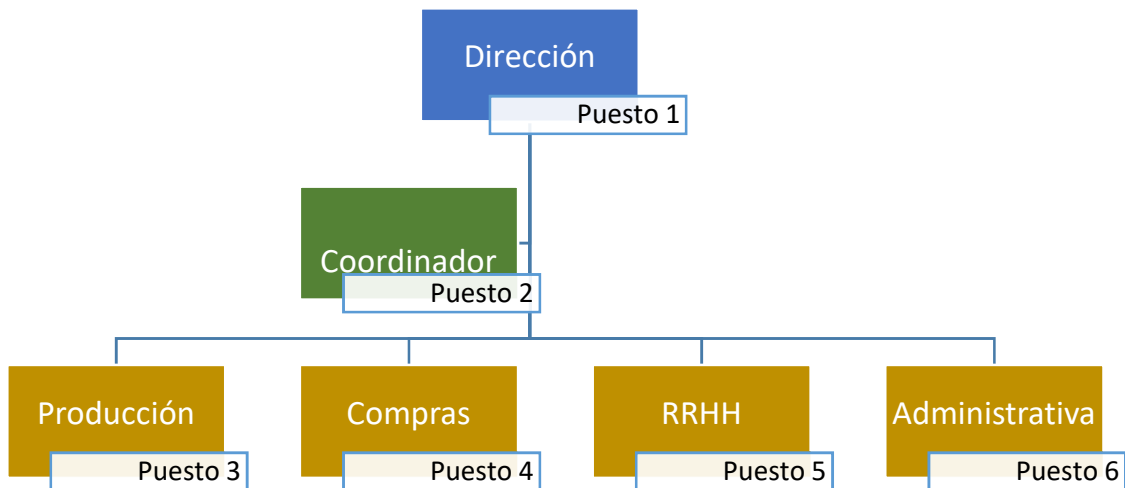 Dirección
Puesto 1
Coordinador
Puesto 2
Producción
Puesto 3
Compras
Puesto 4
RRHH
Puesto 5
Administrativa
Puesto 6